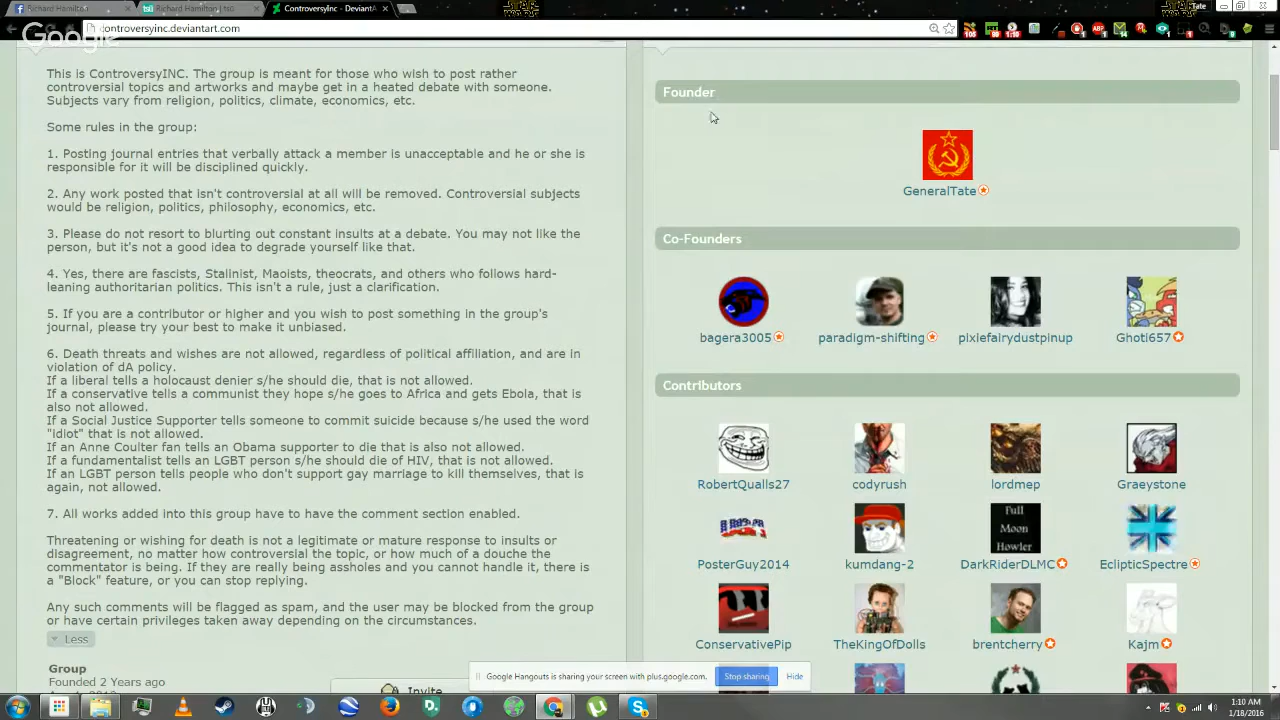 Richard Hamilton
Richard Hamilton | tsu
ControversyInc - DeviantA
controversyinc.deviantart.com
Google
This is ControversyINC. The group is meant for those who wish to post rather
controversial topics and artworks and maybe get in a heated debate with someone.
Subjects vary from religion, politics, climate, economics, etc.
Some rules in the group:
1. Posting journal entries that verbally attack a member is unacceptable and he or she is
responsible for it will be disciplined quickly.
2. Any work posted that isn't controversial at all will be removed. Controversial subjects
would be religion, politics, philosophy, economics, etc.
3. Please do not resort to blurting out constant insults at a debate. You may not like the
person, but it's not a good idea to degrade yourself like that.
4. Yes, there are fascists, Stalinist, Maoists, theocrats, and others who follows hard-
leaning authoritarian politics. This isn't a rule, just a clarification.
5. If you are a contributor or higher and you wish to post something in the group's
journal, please try your best to make it unbiased.
6. Death threats and wishes are not allowed, regardless of political affiliation, and are in
violation of dA policy.
If a liberal tells a holocaust denier s/he should die, that is not allowed.
If a conservative tells a communist they hope s/he goes to Africa and gets Ebola, that is
also not allowed.
If a Social Justice Supporter tells someone to commit suicide because s/he used the word
"idiot" that is not allowed.
If an Anne Coulter fan tells an Obama supporter to die that is also not allowed.
If a fundamentalist tells an LGBT person s/he should die of HIV, that is not allowed.
If an LGBT person tells people who don't support gay marriage to kill themselves, that is
again, not allowed.
7. All works added into this group have to have the comment section enabled.
Threatening or wishing for death is not a legitimate or mature response to insults or
disagreement, no matter how controversial the topic, or how much of a douche the
commentator is being. If they are really being assholes and you cannot handle it, there is
a "Block" feature, or you can stop replying.
Any such comments will be flagged as spam, and the user may be blocked from the group
or have certain privileges taken away depending on the circumstances.
Less
Group
Founded 2 Years ago
Invite
Founder
GeneralTate
Co-Founders
bagera3005 paradigm-shifting pixiefairydustpinup Ghoti657
Contributors
RobertQualls27 codyrush lordmep Graeystone
Full
Moon
Howler
PosterGuy2014 kumdang-2 DarkRiderDLMC EclipticSpectre
ConservativePip TheKingOfDolls brentcherry Kajm
Google Hangouts is sharing your screen with plus.google.com. Stop sharing Hide
1:10 AM
1/18/2016